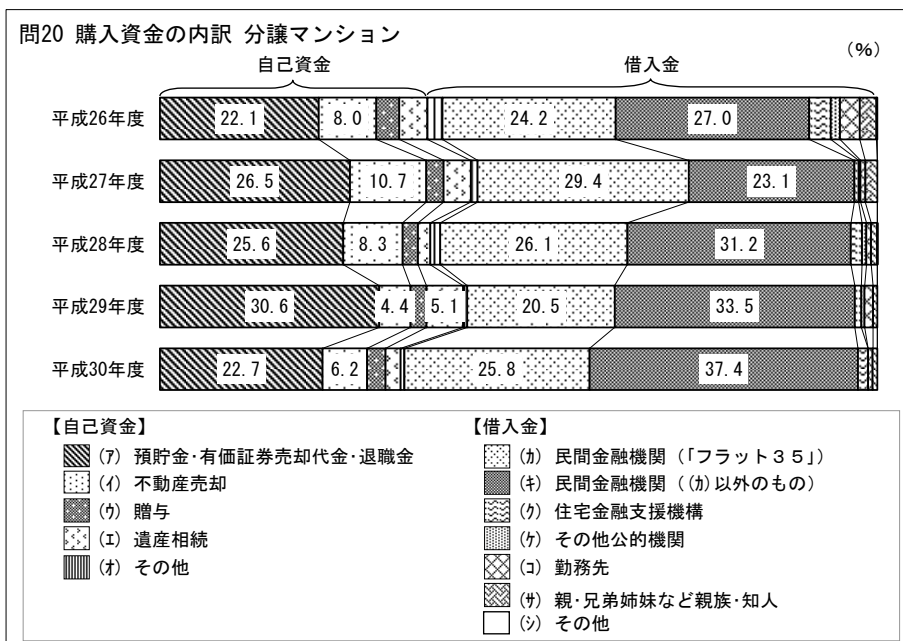 問20 購入資金の内訳 分譲マンション
(%)
自己資金 借入金
平成26年度 22.1 8.0 24.2 27.0
平成27年度 26.5 10.7 29.4 23.1
平成28年度 25.6 8.3 26.1 31.2
平成29年度 30.6 4.4 5.1 20.5 33.5
平成30年度 22.7 6.2 25.8 37.4
【自己資金】
(ア) 預貯金・有価証券売却代金・退職金
(イ) 不動産売却
(ウ) 贈与
(エ) 遺産相続
(オ) その他
【借入金】
(カ) 民間金融機関（「フラット３５」）
(キ) 民間金融機関（(カ)以外のもの）
(ク) 住宅金融支援機構
(ケ) その他公的機関
(コ) 勤務先
(サ) 親・兄弟姉妹など親族・知人
(シ) その他